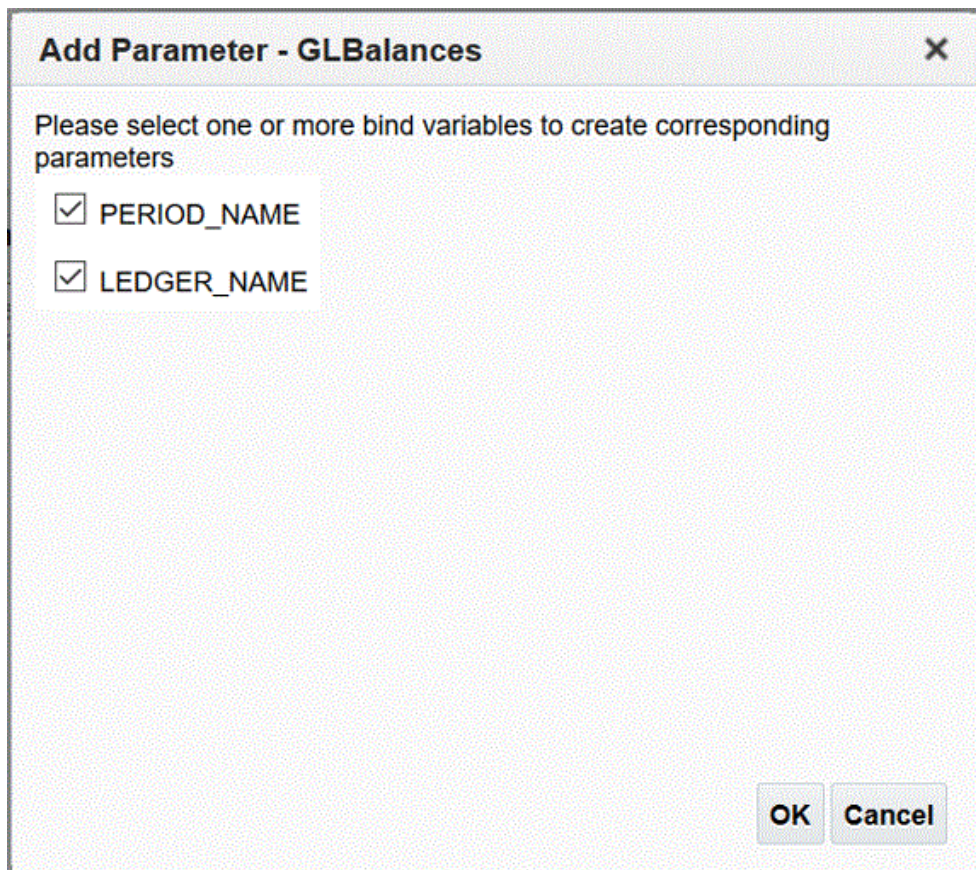 Add Parameter - GLBalances
Please select one or more bind variables to create corresponding
parameters
PERIOD_NAME
LEDGER_NAME
OK Cancel